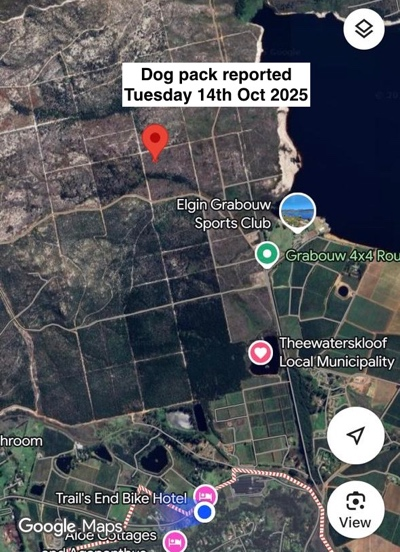 Dog pack reported
Tuesday 14th Oct 2025
Elgin Grabouw
Sports Club
Grabouw 4x4 Rou
Theewaterskloof
Local Municipality
hroom
Trail's End Bike Hotel
View
Google Maps
Aloe Cottages